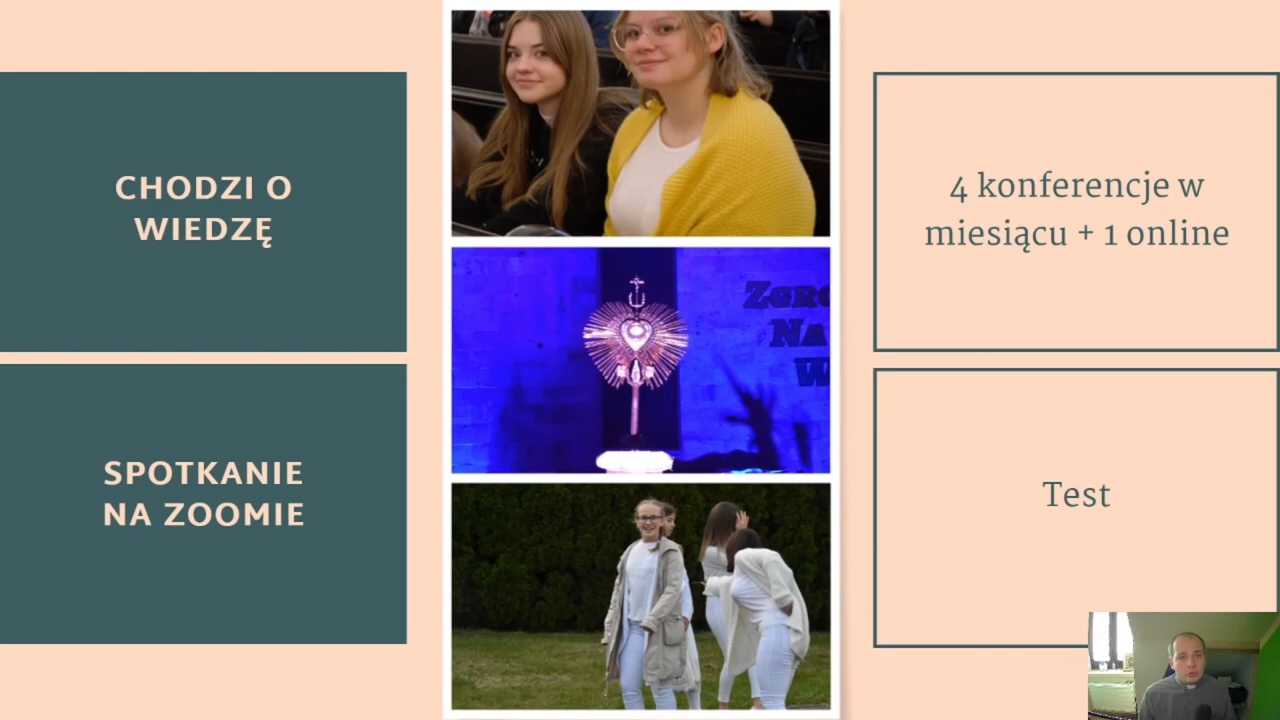 CHODZI O
WIEDZĘ
SPOTKANIE
NA ZOOMIE
4 konferencje w
miesiącu + 1 online
Test